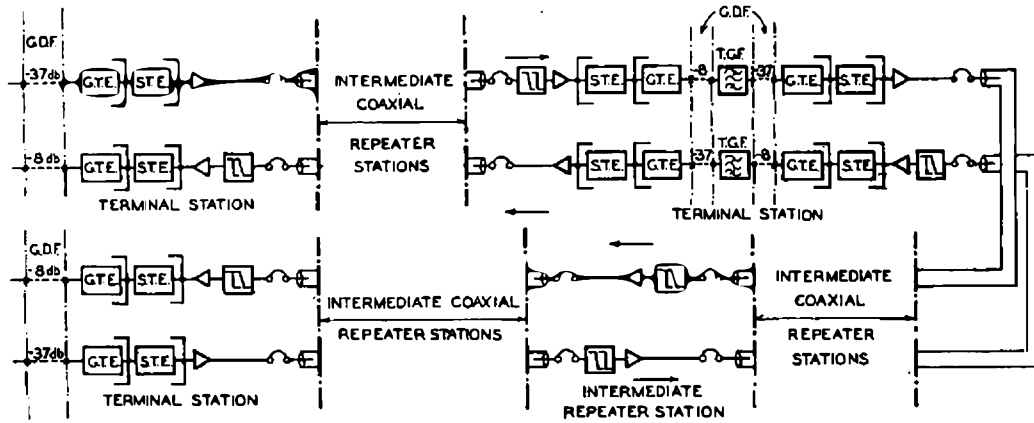 G.D.F.
G.D.F.
-37db
G.T.E.
S.T.E.
INTERMEDIATE
COAXIAL
REPEATER
STATIONS
S.T.E.
G.T.E.
-8
T.G.F.
-37
G.T.E.
S.T.E.
-8db
G.T.E.
S.T.E.
TERMINAL STATION
S.T.E.
G.T.E.
-37
T.G.F.
-8
G.T.E.
S.T.E.
TERMINAL STATION
G.D.F.
-8db
G.T.E.
S.T.E.
INTERMEDIATE COAXIAL
REPEATER STATIONS
INTERMEDIATE
COAXIAL
REPEATER
STATIONS
-37db
G.T.E.
S.T.E.
TERMINAL STATION
INTERMEDIATE
REPEATER STATION